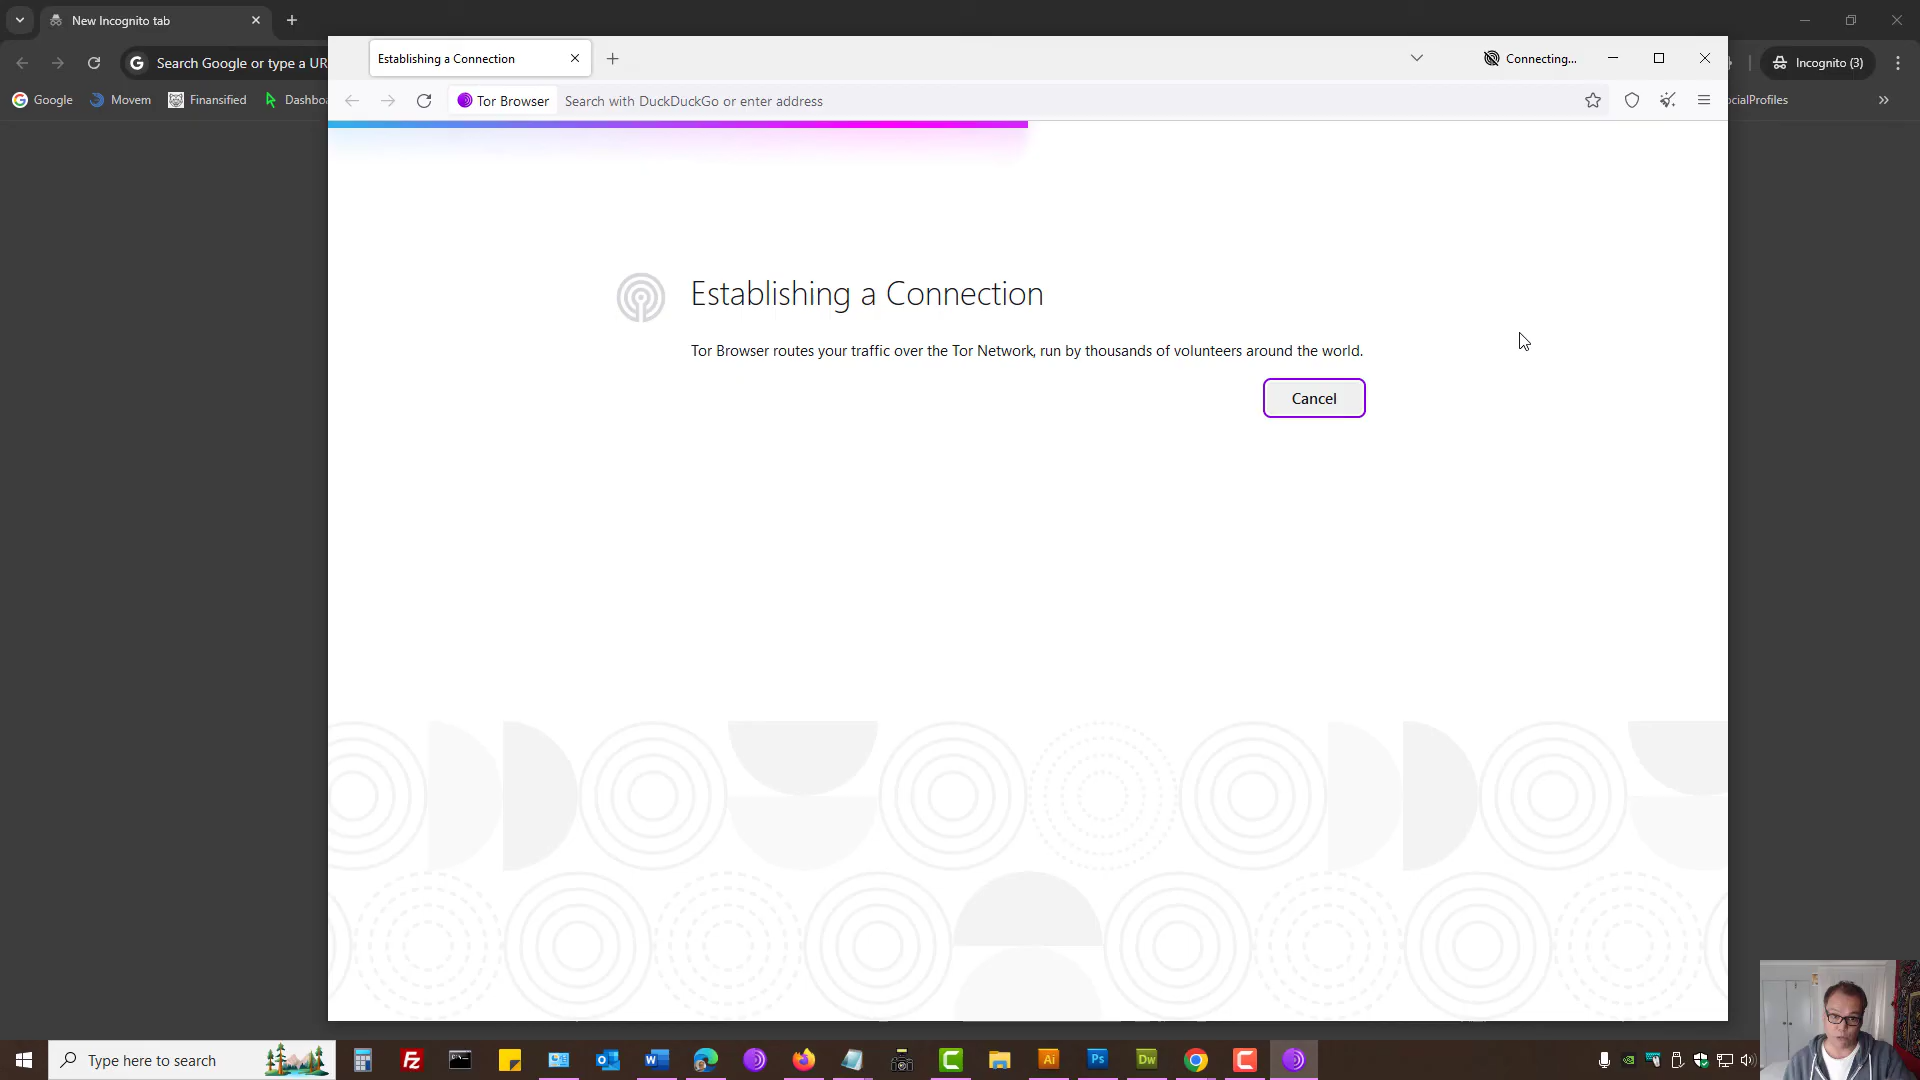 New Incognito tab
Search Google or type a UR
Incognito (3)
Google
Movem
Finansified
Dashbo
ocialProfiles
Establishing a Connection
Connecting...
Tor Browser
Search with DuckDuckGo or enter address
Establishing a Connection
Tor Browser routes your traffic over the Tor Network, run by thousands of volunteers around the world.
Cancel
Type here to search